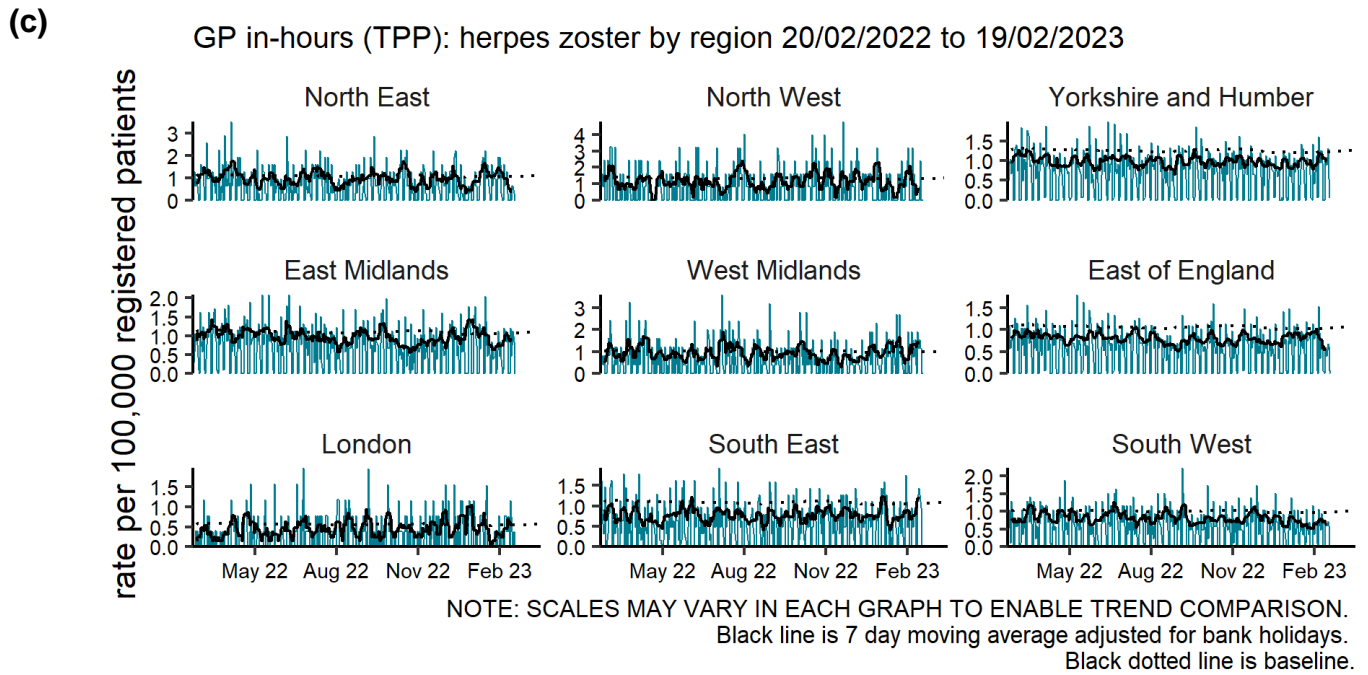 (c)
GP in-hours (TPP): herpes zoster by region 20/02/2022 to 19/02/2023
rate per 100,000 registered patients
North East
3
2
1
0
North West
4
3
2
1
0
Yorkshire and Humber
1.5
1.0
0.5
0.0
East Midlands
2.0
1.5
1.0
0.5
0.0
West Midlands
3
2
1
0
East of England
1.5
1.0
0.5
0.0
London
1.5
1.0
0.5
0.0
May 22 Aug 22 Nov 22 Feb 23
South East
1.5
1.0
0.5
0.0
May 22 Aug 22 Nov 22 Feb 23
South West
2.0
1.5
1.0
0.5
0.0
May 22 Aug 22 Nov 22 Feb 23
NOTE: SCALES MAY VARY IN EACH GRAPH TO ENABLE TREND COMPARISON.
Black line is 7 day moving average adjusted for bank holidays.
Black dotted line is baseline.